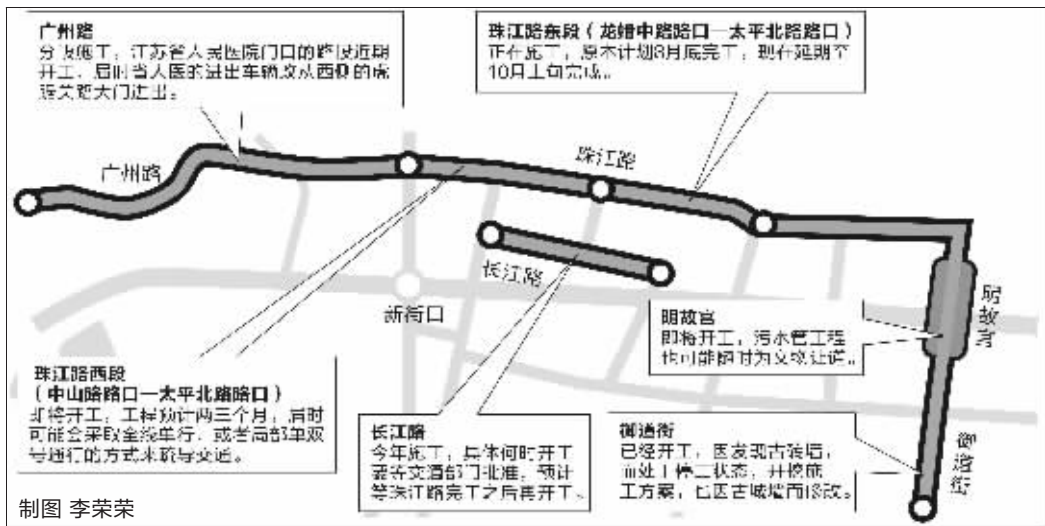 广州路
分段施工，江苏省人民医院门口的路段近期
开工，届时省人医的进出车辆改从西侧的虎
踞关路大门进出。
珠江路东段（龙蟠中路路口—太平北路路口）
正在施工，原本计划8月底完工，现在延期至
10月上旬完成。
广州路
珠江路
长江路
新街口
明故宫
明故宫
即将开工，污水管工程
也可能随时为文物让道。
珠江路西段
（中山路路口—太平北路路口）
即将开工，工程预计两三个月，届时
可能会采取全线单行，或者局部单双
号通行的方式来疏导交通。
长江路
今年施工，具体何时开工
要等交通部门批准，预计
等珠江路完工之后再开工。
御道街
已经开工，因发现古砖墙，
而处于停工状态，开挖施
工方案，也因古城墙而修改。
御道街
制图 李荣荣